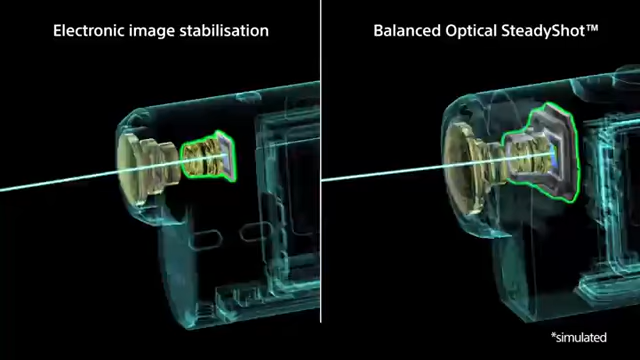 Electronic image stabilisation
Balanced Optical SteadyShot™
*simulated